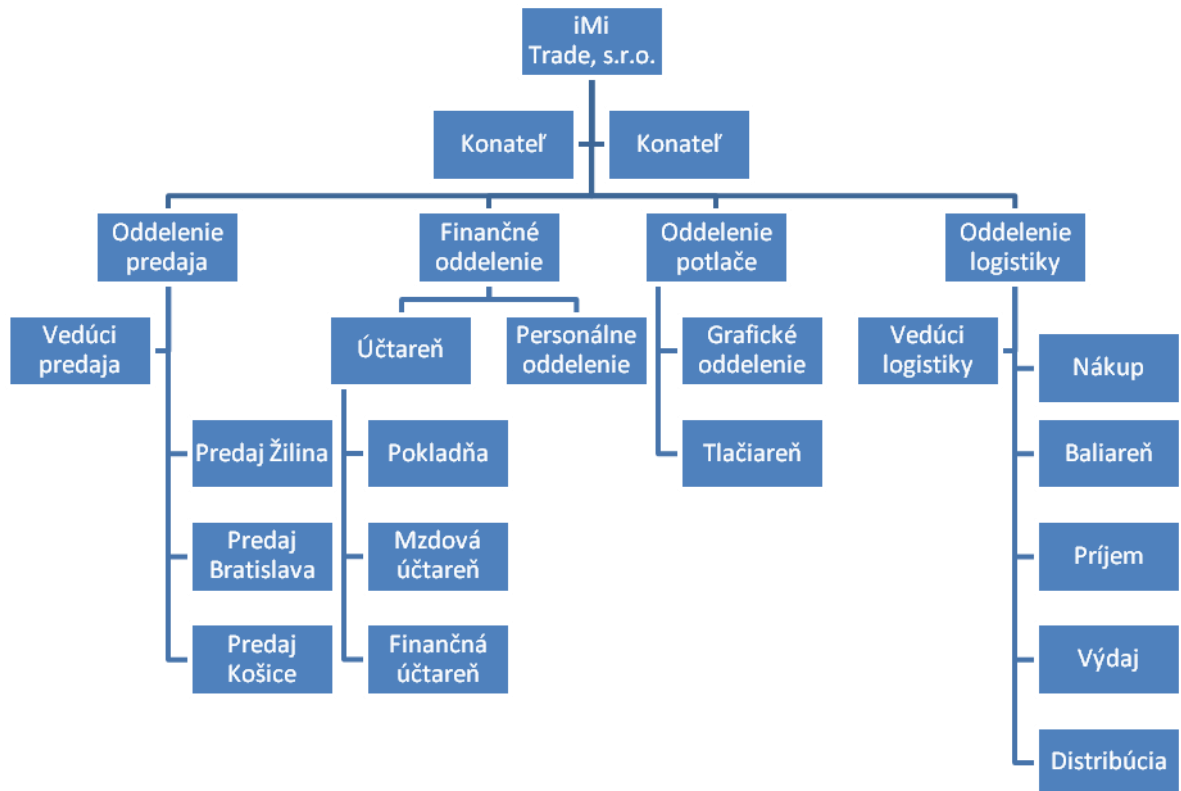 iMi
Trade, s.r.o.
Konateľ
Konateľ
Oddelenie
predaja
Finančné
oddelenie
Oddelenie
potlače
Oddelenie
logistiky
Vedúci
predaja
Účtareň
Personálne
oddelenie
Grafické
oddelenie
Vedúci
logistiky
Nákup
Predaj Žilina
Pokladňa
Tlačiareň
Baliareň
Predaj
Bratislava
Mzdová
účtareň
Príjem
Predaj
Košice
Finančná
účtareň
Výdaj
Distribúcia